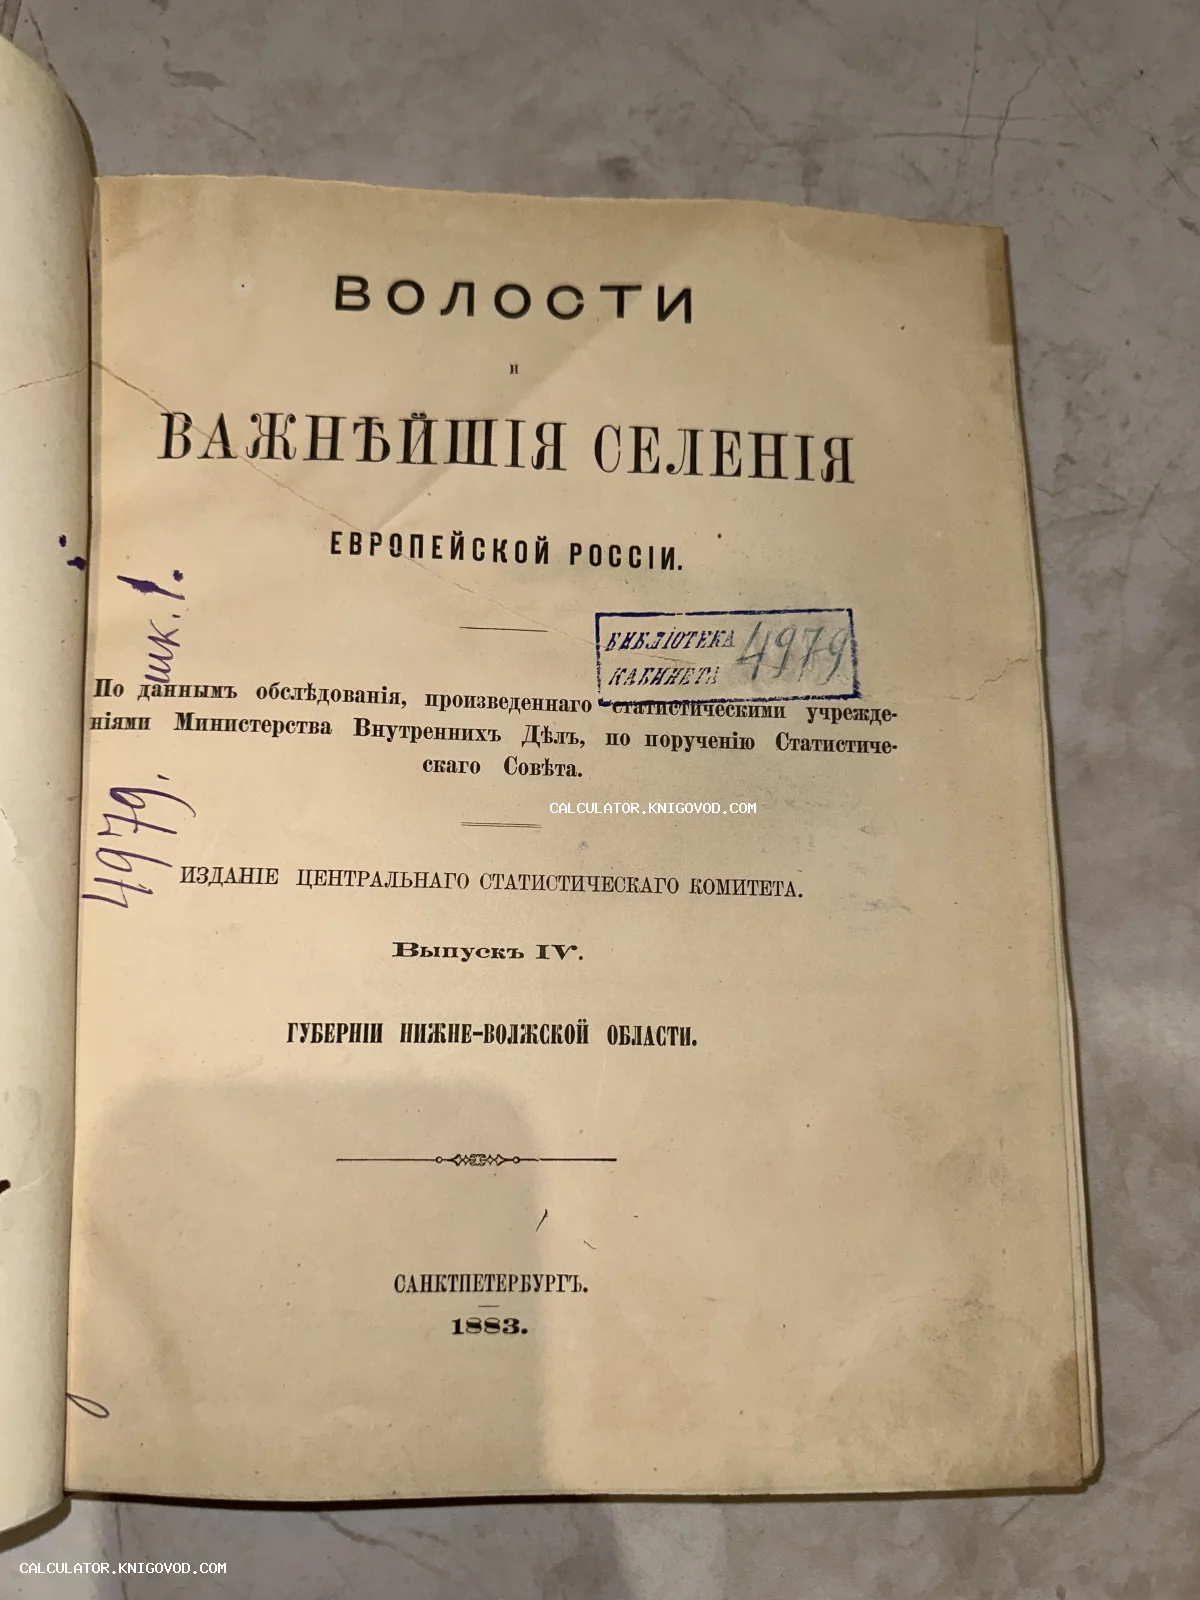 ВОЛОСТИ
и
ВАЖНѢЙШІЯ СЕЛЕНІЯ
ЕВРОПЕЙСКОЙ РОССІИ.
БИБЛІОТЕКА 4979
КАБИНЕТА
шк. 1.
4979.
По даннымъ обслѣдованія, произведеннаго статистическими учрежде-
ніями Министерства Внутреннихъ Дѣлъ, по порученію Статистиче-
скаго Совѣта.
CALCULATOR.KNIGOVOD.COM
ИЗДАНІЕ ЦЕНТРАЛЬНАГО СТАТИСТИЧЕСКАГО КОМИТЕТА.
Выпускъ IV.
ГУБЕРНІИ НИЖНЕ-ВОЛЖСКОЙ ОБЛАСТИ.
САНКТПЕТЕРБУРГЪ.
1883.
CALCULATOR.KNIGOVOD.COM